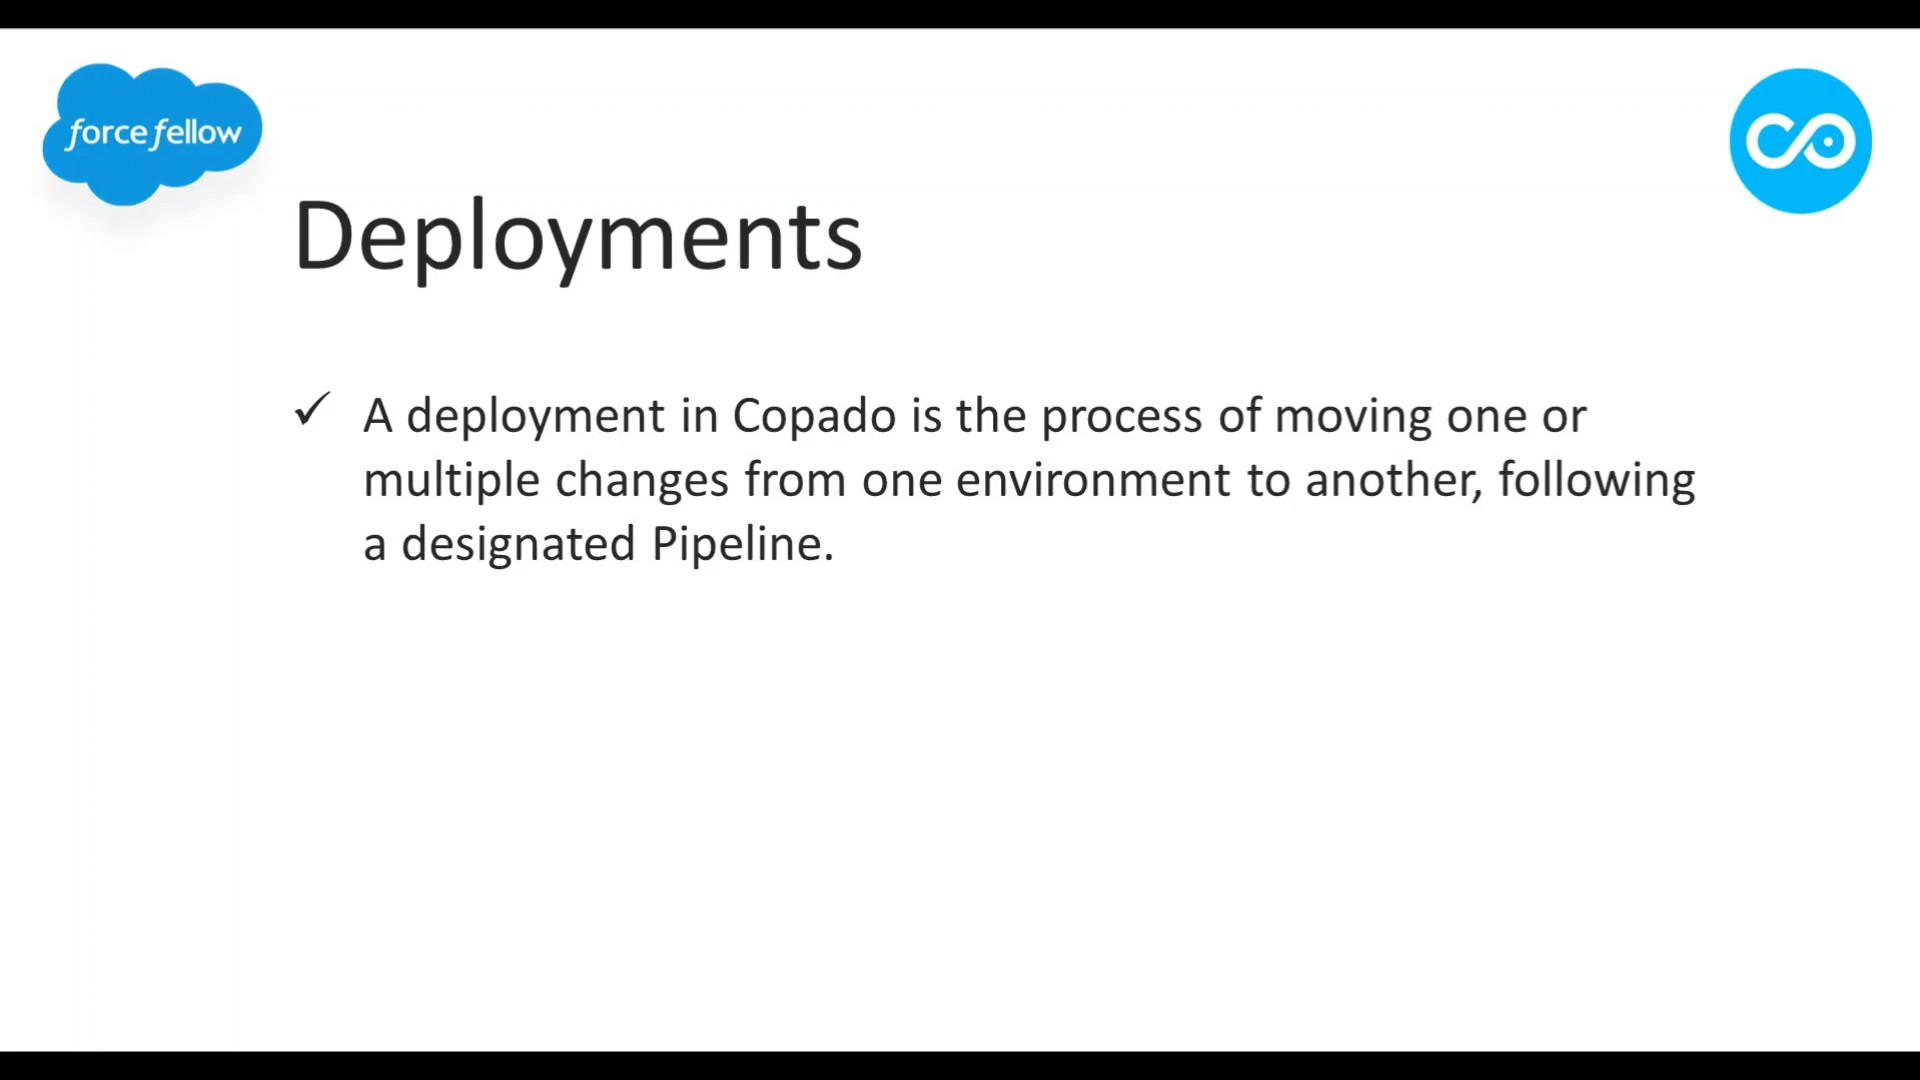 force fellow
Deployments
✓ A deployment in Copado is the process of moving one or
multiple changes from one environment to another, following
a designated Pipeline.